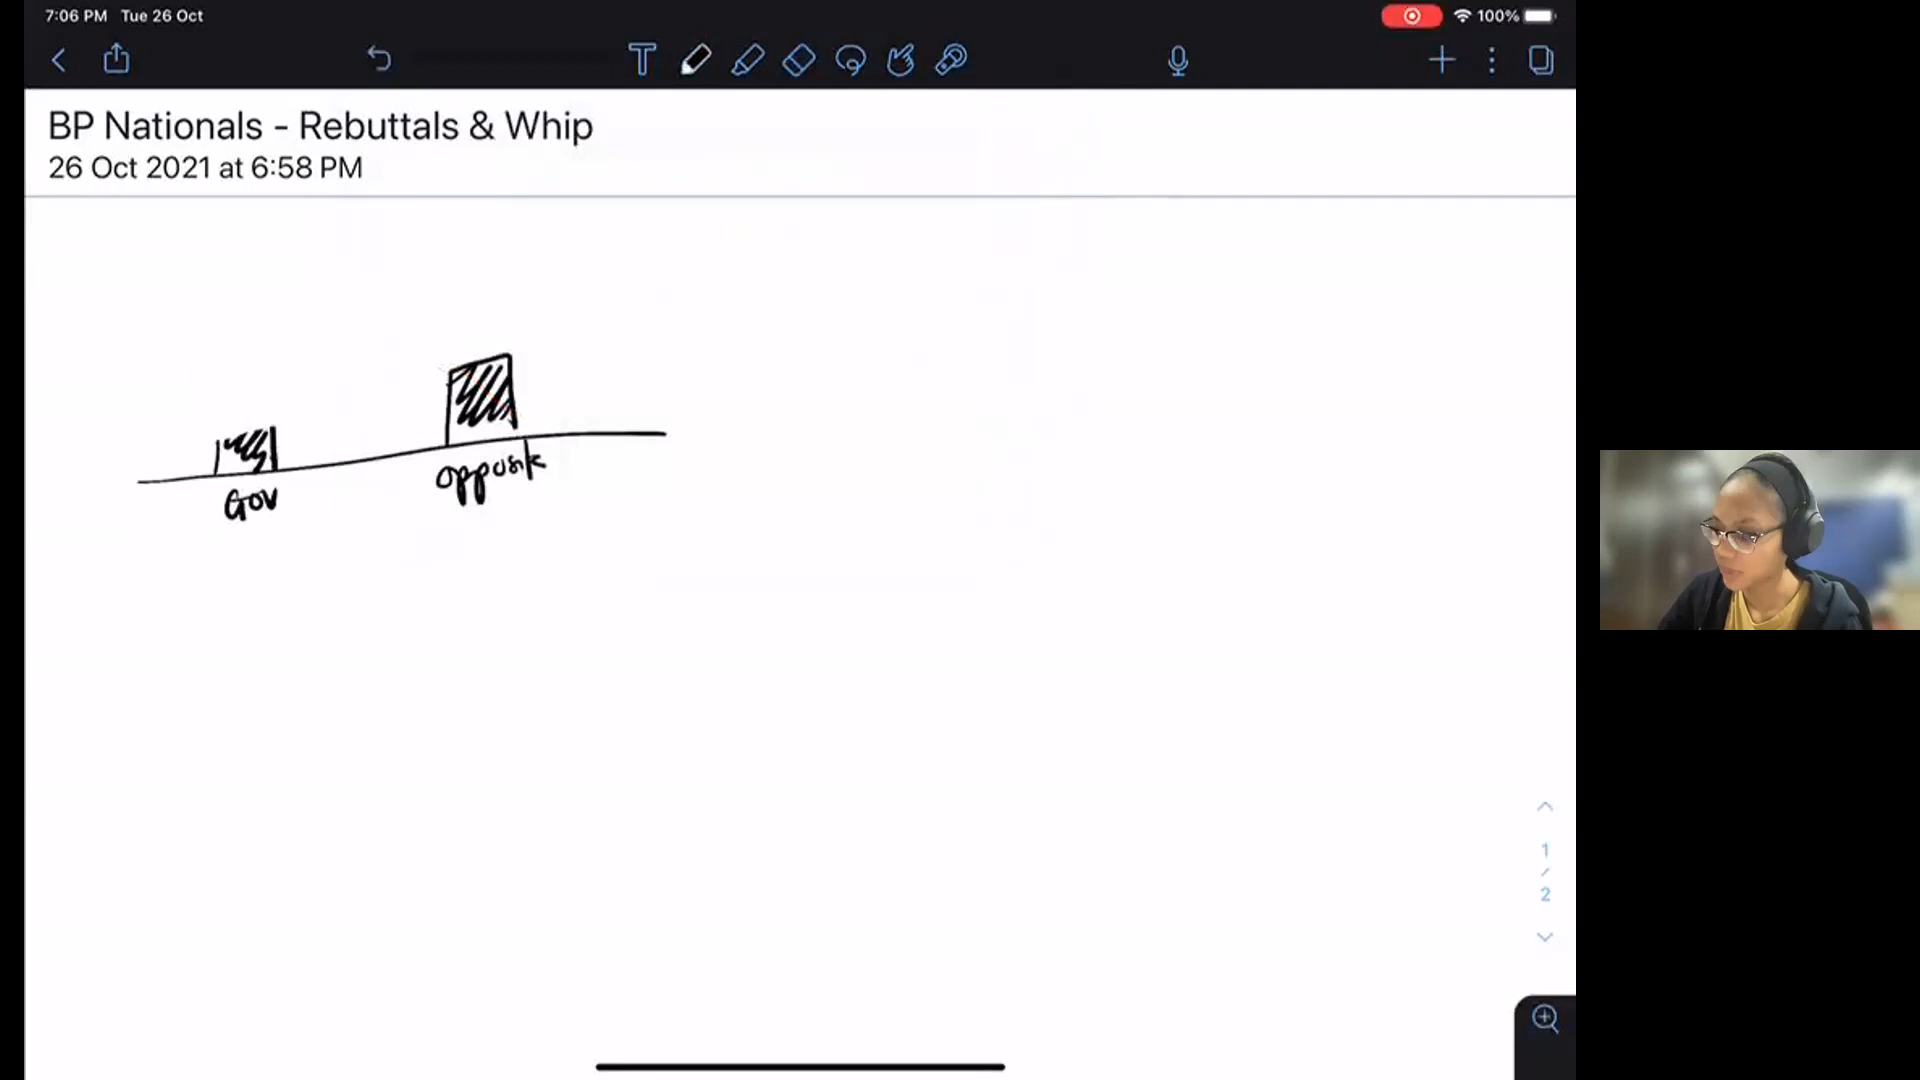 7:06 PM Tue 26 Oct
100%
T
BP Nationals - Rebuttals & Whip
26 Oct 2021 at 6:58 PM
Gov
1
/
2